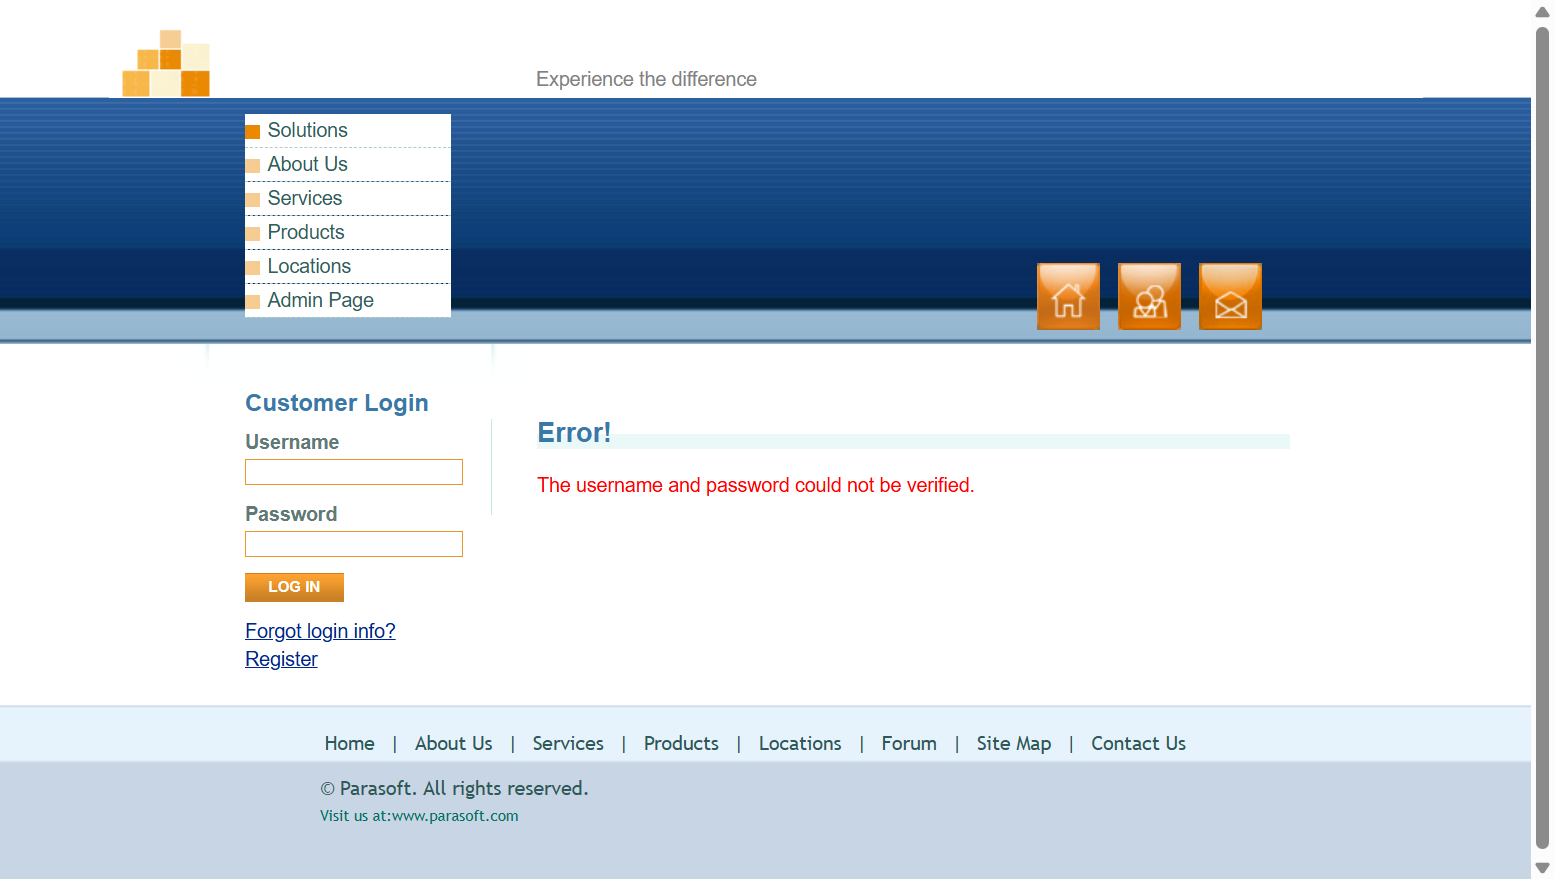 Experience the difference
Solutions
About Us
Services
Products
Locations
Admin Page
Customer Login
Username
Password
LOG IN
Forgot login info?
Register
Error!
The username and password could not be verified.
Home | About Us | Services | Products | Locations | Forum | Site Map | Contact Us
© Parasoft. All rights reserved.
Visit us at:www.parasoft.com